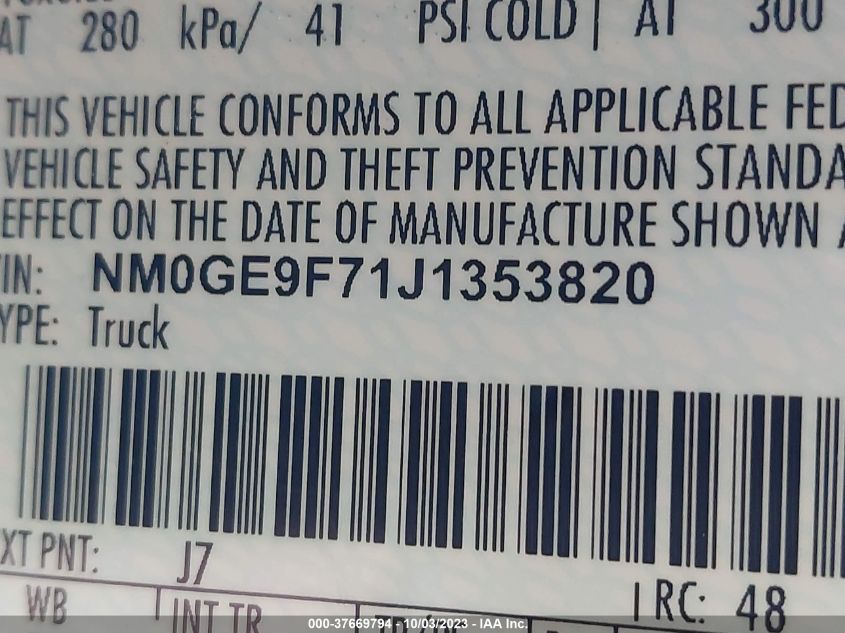 AT 280 kPa/ 41 PSI COLD | AT 300
THIS VEHICLE CONFORMS TO ALL APPLICABLE FED
VEHICLE SAFETY AND THEFT PREVENTION STANDA
EFFECT ON THE DATE OF MANUFACTURE SHOWN
IN: NM0GE9F71J1353820
YPE: Truck
XT PNT: J7
IRC: 48
WB INT TR
000-37669794 - 10/03/2023 - IAA Inc.